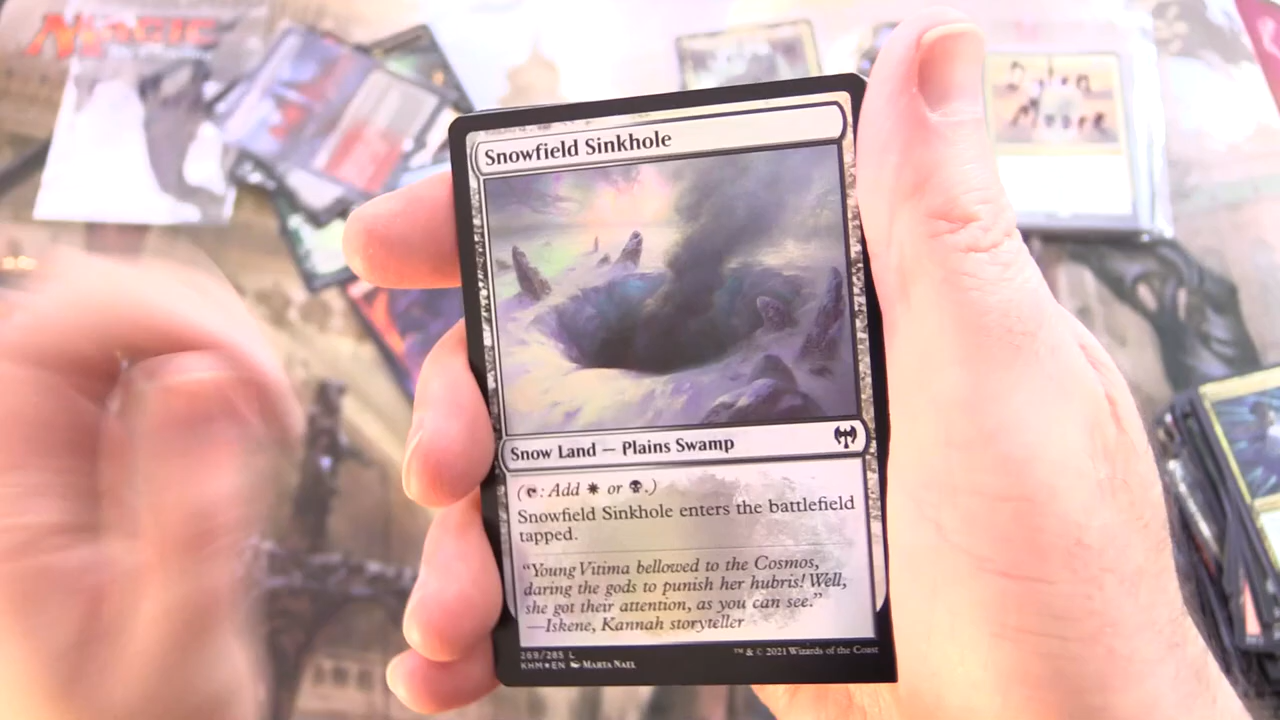 MAGIC
Dylen
Moore
Snowfield Sinkhole
Snow Land — Plains Swamp
( : Add or .)
Snowfield Sinkhole enters the battlefield
tapped.
“Young Vitima bellowed to the Cosmos,
daring the gods to punish her hubris! Well,
she got their attention, as you can see.”
—Iskene, Kannah storyteller
269/285 L
KHM★EN Marta Nael
™ & © 2021 Wizards of the Coast